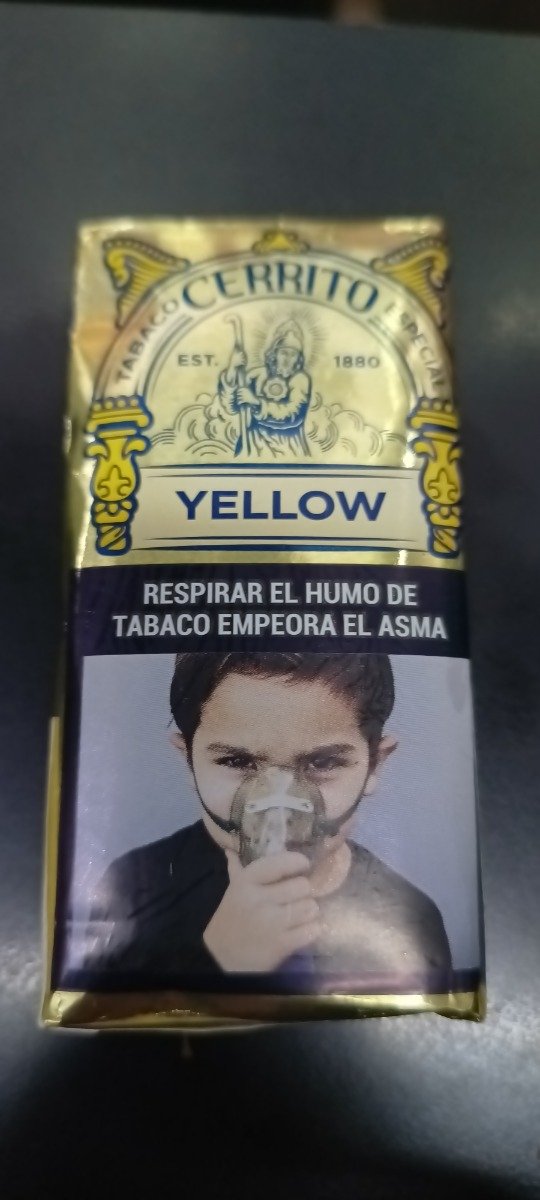 TABACO CERRITO ESPECIAL
EST. 1880
YELLOW
RESPIRAR EL HUMO DE
TABACO EMPEORA EL ASMA